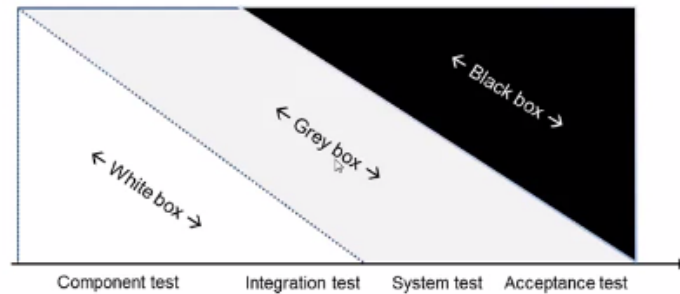 ← Black box →
← Grey box →
← White box →
Component test Integration test System test Acceptance test